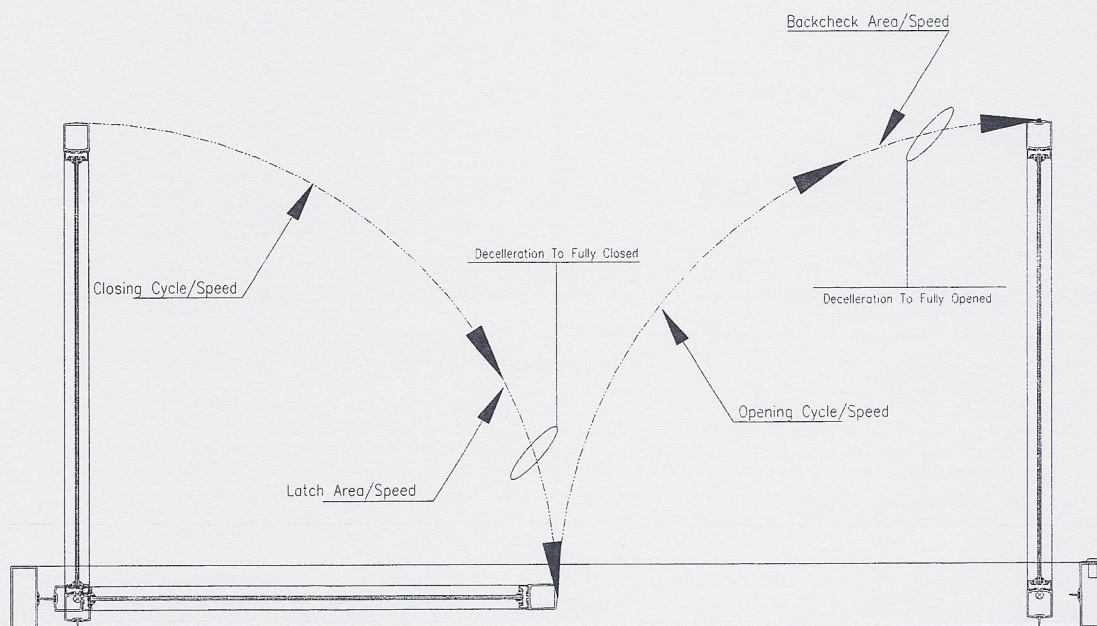 Backcheck Area/Speed
Decelleration To Fully Closed
Closing Cycle/Speed
Decelleration To Fully Opened
Opening Cycle/Speed
Latch Area/Speed